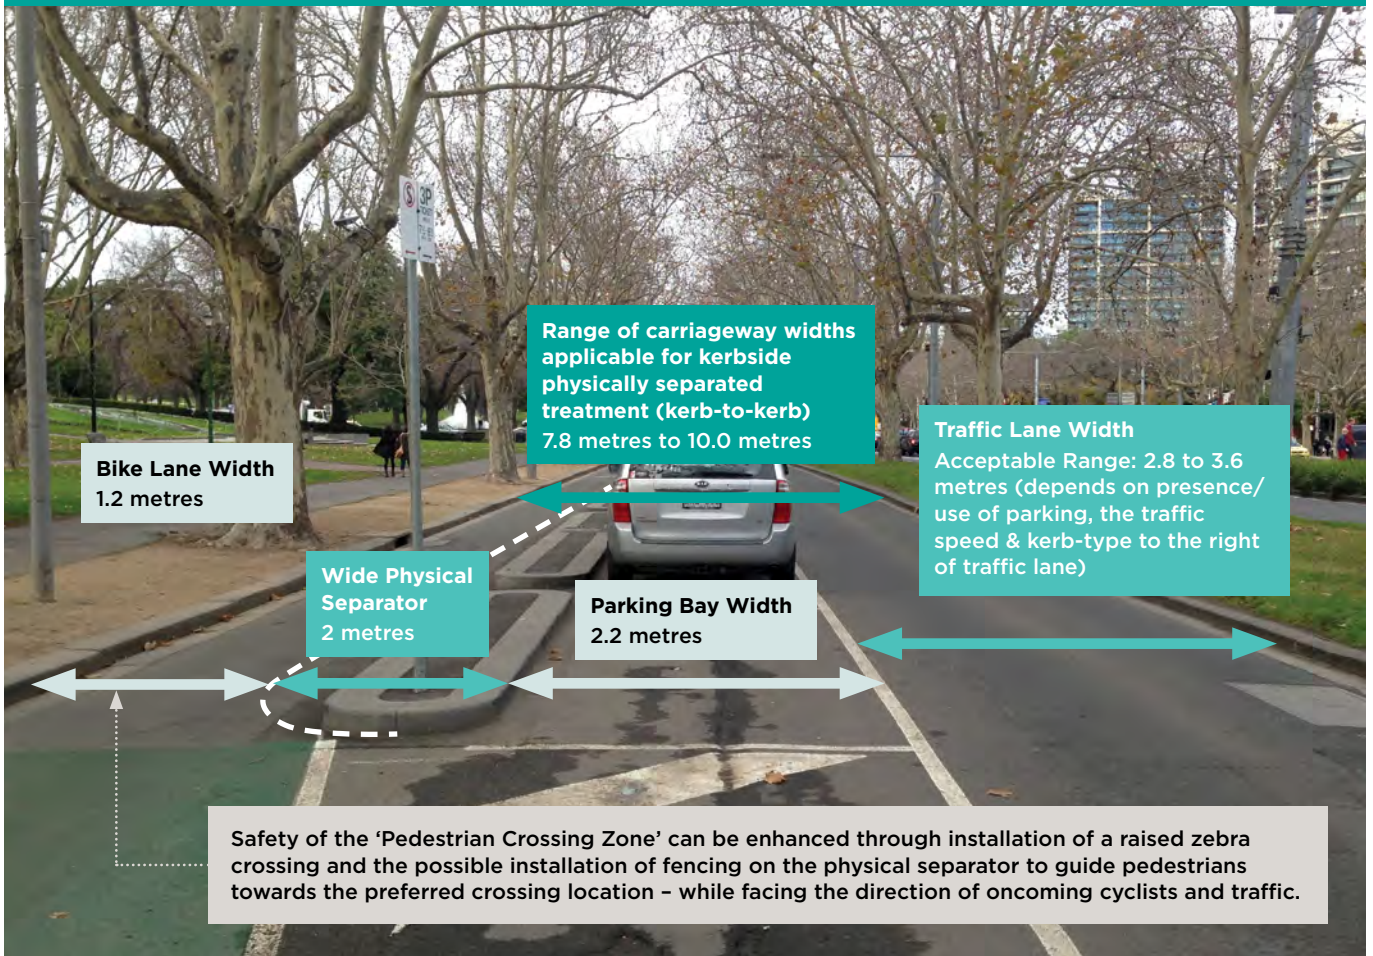 3P
Range of carriageway widths
applicable for kerbside
physically separated
treatment (kerb-to-kerb)
7.8 metres to 10.0 metres
Traffic Lane Width
Acceptable Range: 2.8 to 3.6
metres (depends on presence/
use of parking, the traffic
speed & kerb-type to the right
of traffic lane)
Bike Lane Width
1.2 metres
Wide Physical
Separator
2 metres
Parking Bay Width
2.2 metres
Safety of the ‘Pedestrian Crossing Zone’ can be enhanced through installation of a raised zebra
crossing and the possible installation of fencing on the physical separator to guide pedestrians
towards the preferred crossing location – while facing the direction of oncoming cyclists and traffic.